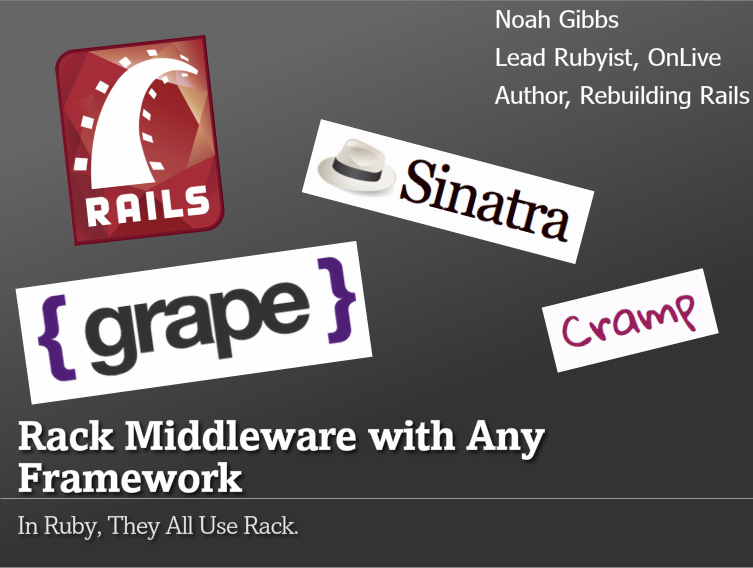 Noah Gibbs
Lead Rubyist, OnLive
Author, Rebuilding Rails
RAILS
Sinatra
{ grape }
Cramp
Rack Middleware with Any
Framework
In Ruby, They All Use Rack.